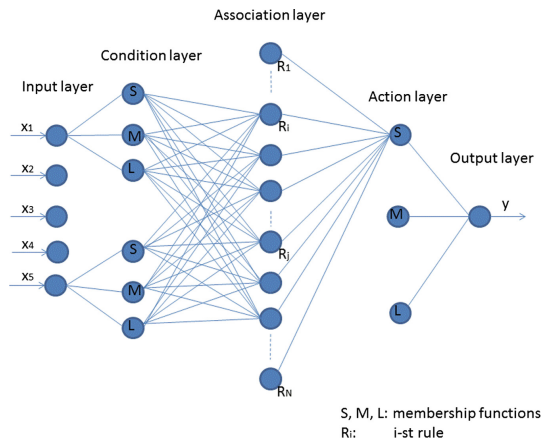 Association layer
Condition layer
Input layer
Action layer
Output layer
R1
S
Ri
X1
M
S
L
X2
y
X3
M
S
Rj
X4
X5
M
L
L
RN
S, M, L: membership functions
Ri: i-st rule